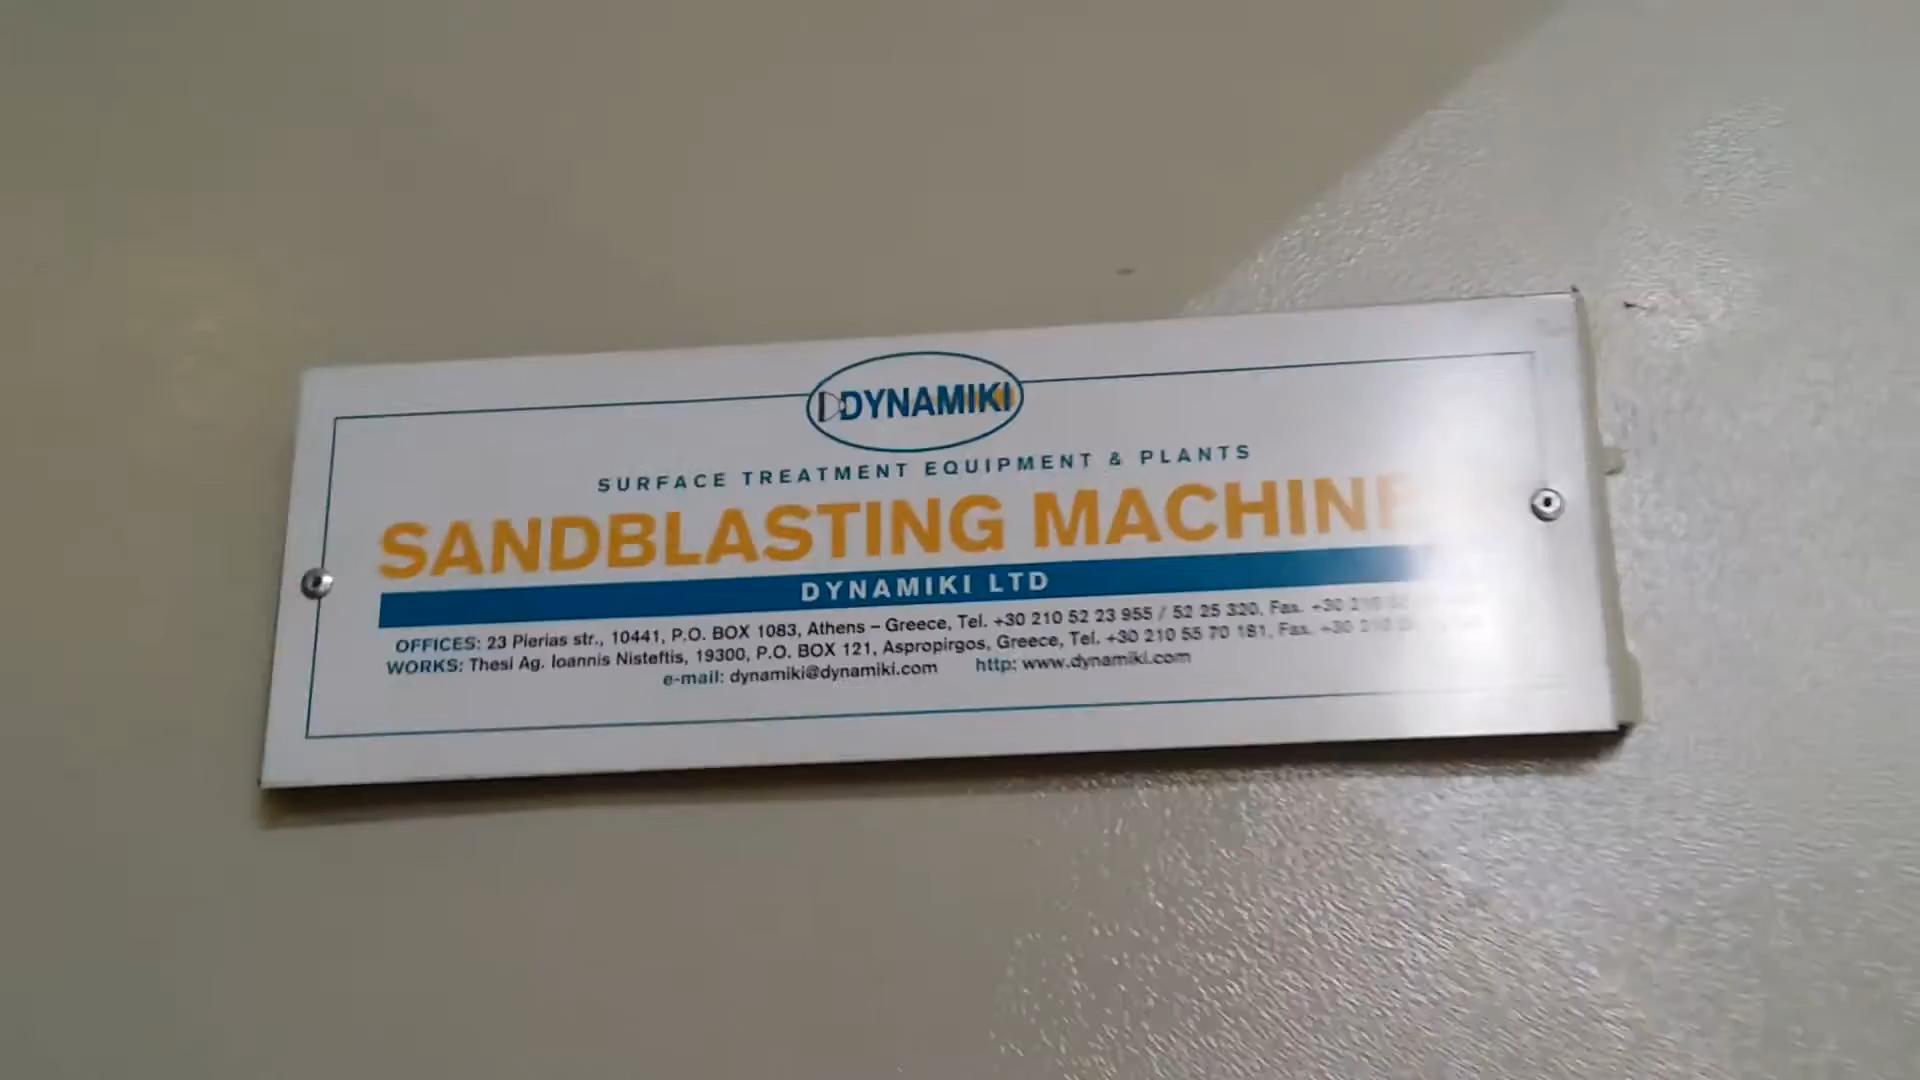 DYNAMIKI
SURFACE TREATMENT EQUIPMENT & PLANTS
SANDBLASTING
DYNAMIKI LTD
OFFICES: 23 Pierias str., 10441, P.O. BOX 1083, Athens – Greece, Tel. +30 210 52 23 955 / 52 25 320, Fax. +30 210
WORKS: Thesi Ag. Ioannis Nisteftis, 19300, P.O. BOX 121, Aspropirgos, Greece, Tel. +30 210 55 70 181, Fax. +30 210
e-mail: dynamiki@dynamiki.com http: www.dynamiki.com